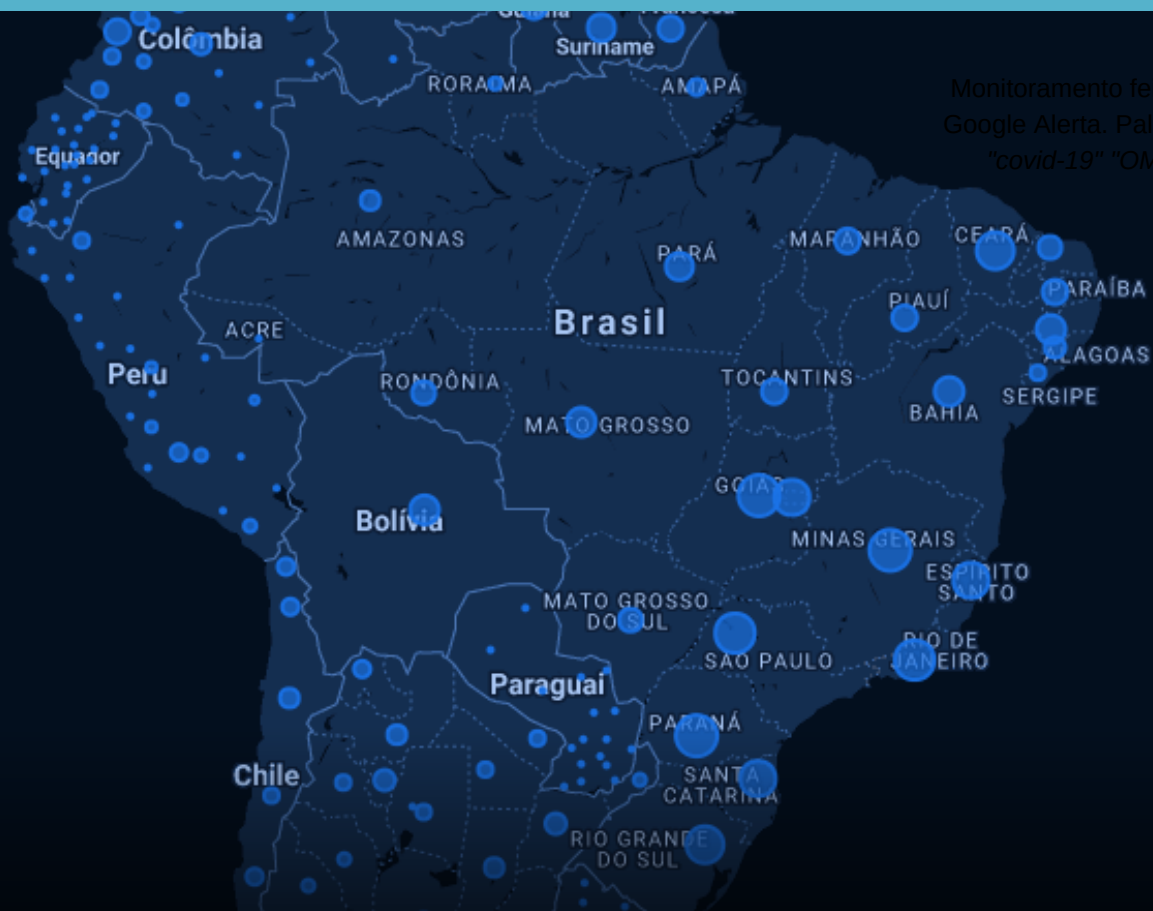 Colômbia
Suriname
RORAIMA
AMAPÁ
Monitoramento
Google Alerta.
"covid-19"
Equador
AMAZONAS
PARÁ
MARANHÃO
CEARÁ
PARAÍBA
PIAUÍ
Brasil
ACRE
ALAGOAS
Peru
RONDÔNIA
TOCANTINS
SERGIPE
BAHIA
MATO GROSSO
GOIÁS
Bolívia
MINAS GERAIS
ESPÍRITO
SANTO
MATO GROSSO
DO SUL
RIO DE
JANEIRO
SÃO PAULO
Paraguai
PARANÁ
Chile
SANTA
CATARINA
RIO GRANDE
DO SUL